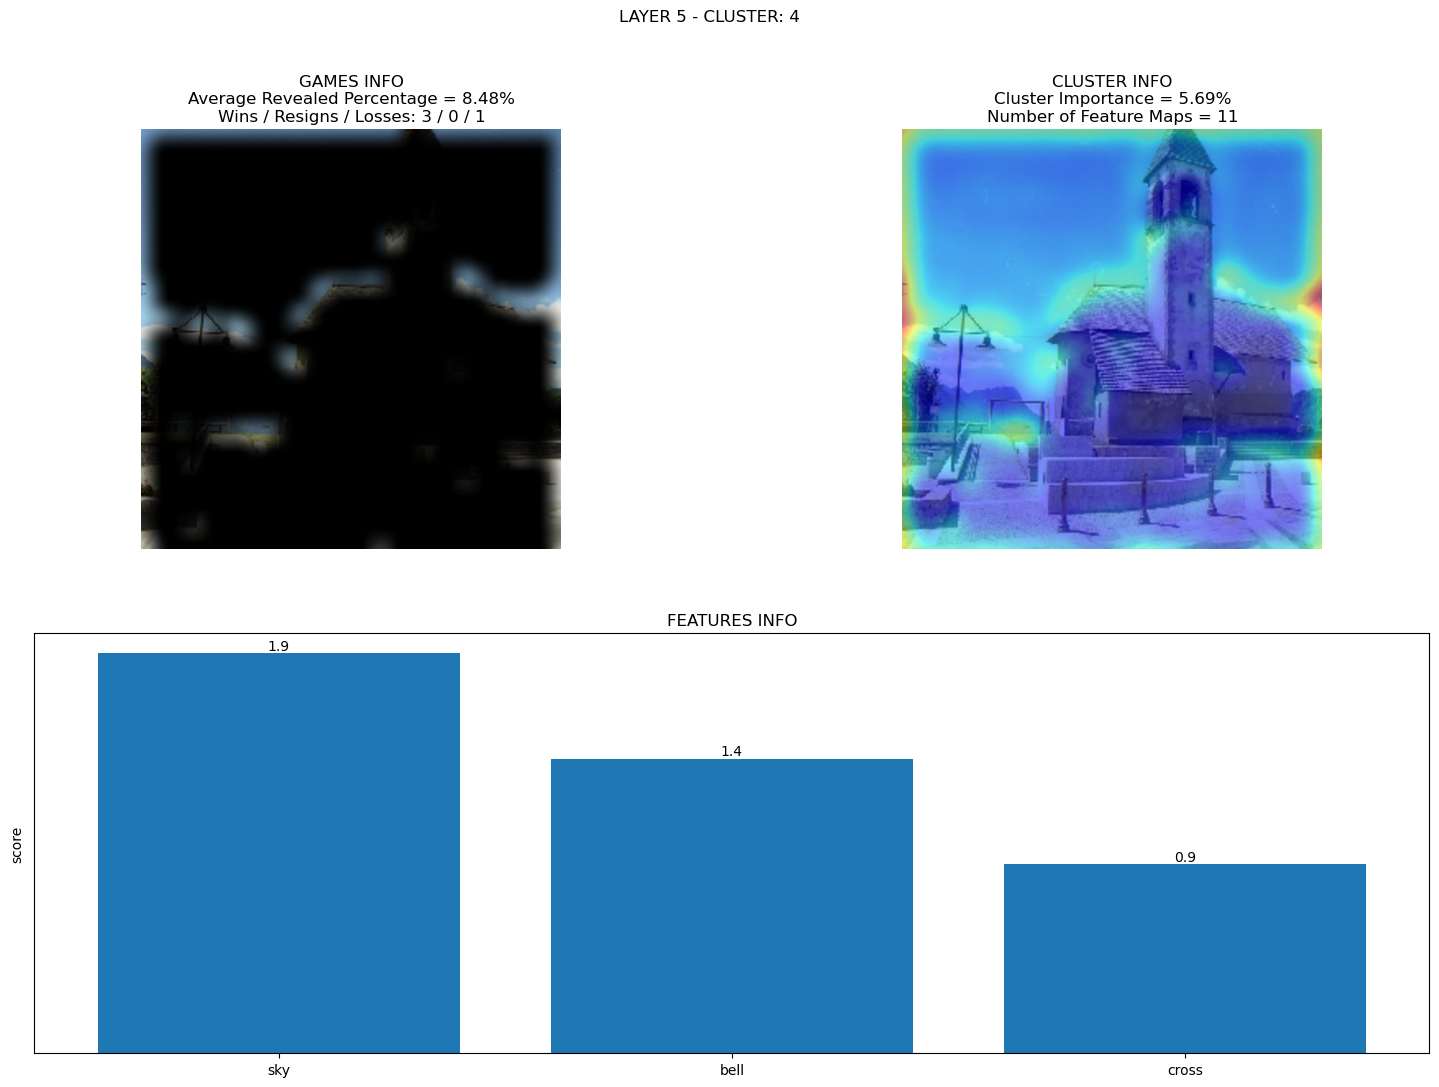 LAYER 5 - CLUSTER: 4
GAMES INFO
Average Revealed Percentage = 8.48%
Wins / Resigns / Losses: 3 / 0 / 1
CLUSTER INFO
Cluster Importance = 5.69%
Number of Feature Maps = 11
FEATURES INFO
score
1.9
1.4
0.9
sky
bell
cross